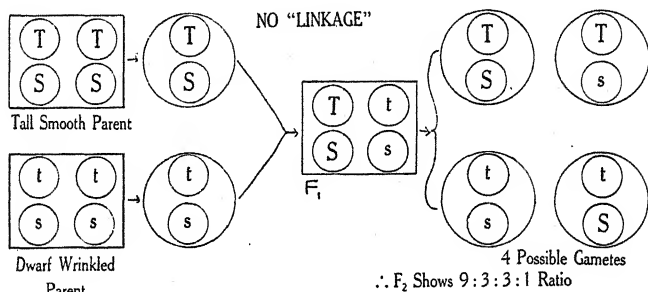 NO “LINKAGE”
T T T
S S S
Tall Smooth Parent
t t t
s s s
Dwarf Wrinkled
Parent
T t
S s
F₁
T T
S s
t t
s S
4 Possible Gametes
∴ F₂ Shows 9 : 3 : 3 : 1 Ratio